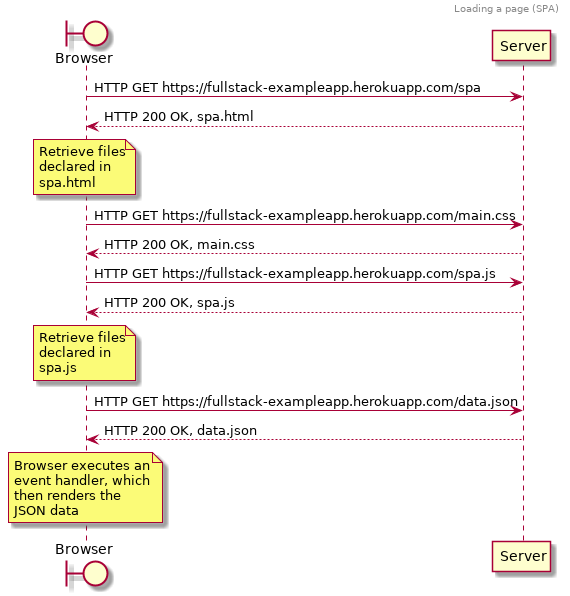 Loading a page (SPA)
Browser
Server
HTTP GET https://fullstack-exampleapp.herokuapp.com/spa
HTTP 200 OK, spa.html
Retrieve files
declared in
spa.html
HTTP GET https://fullstack-exampleapp.herokuapp.com/main.css
HTTP 200 OK, main.css
HTTP GET https://fullstack-exampleapp.herokuapp.com/spa.js
HTTP 200 OK, spa.js
Retrieve files
declared in
spa.js
HTTP GET https://fullstack-exampleapp.herokuapp.com/data.json
HTTP 200 OK, data.json
Browser executes an
event handler, which
then renders the
JSON data
Browser
Server